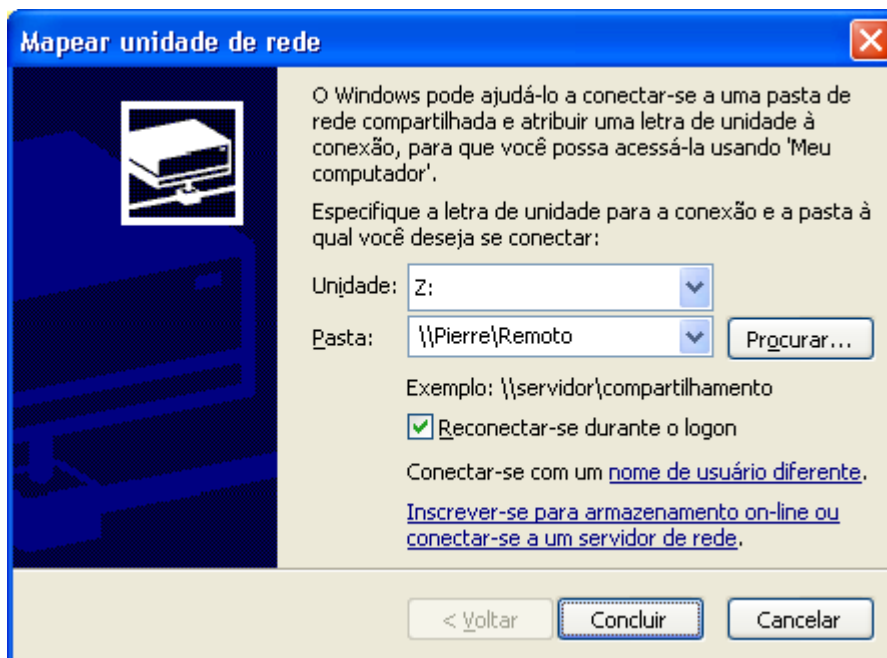 Mapear unidade de rede
O Windows pode ajudá-lo a conectar-se a uma pasta de
rede compartilhada e atribuir uma letra de unidade à
conexão, para que você possa acessá-la usando 'Meu
computador'.
Especifique a letra de unidade para a conexão e a pasta à
qual você deseja se conectar:
Unidade: Z:
Pasta: \\Pierre\Remoto Procurar...
Exemplo: \\servidor\compartilhamento
Reconectar-se durante o logon
Conectar-se com um nome de usuário diferente.
Inscrever-se para armazenamento on-line ou
conectar-se a um servidor de rede.
< Voltar Concluir Cancelar